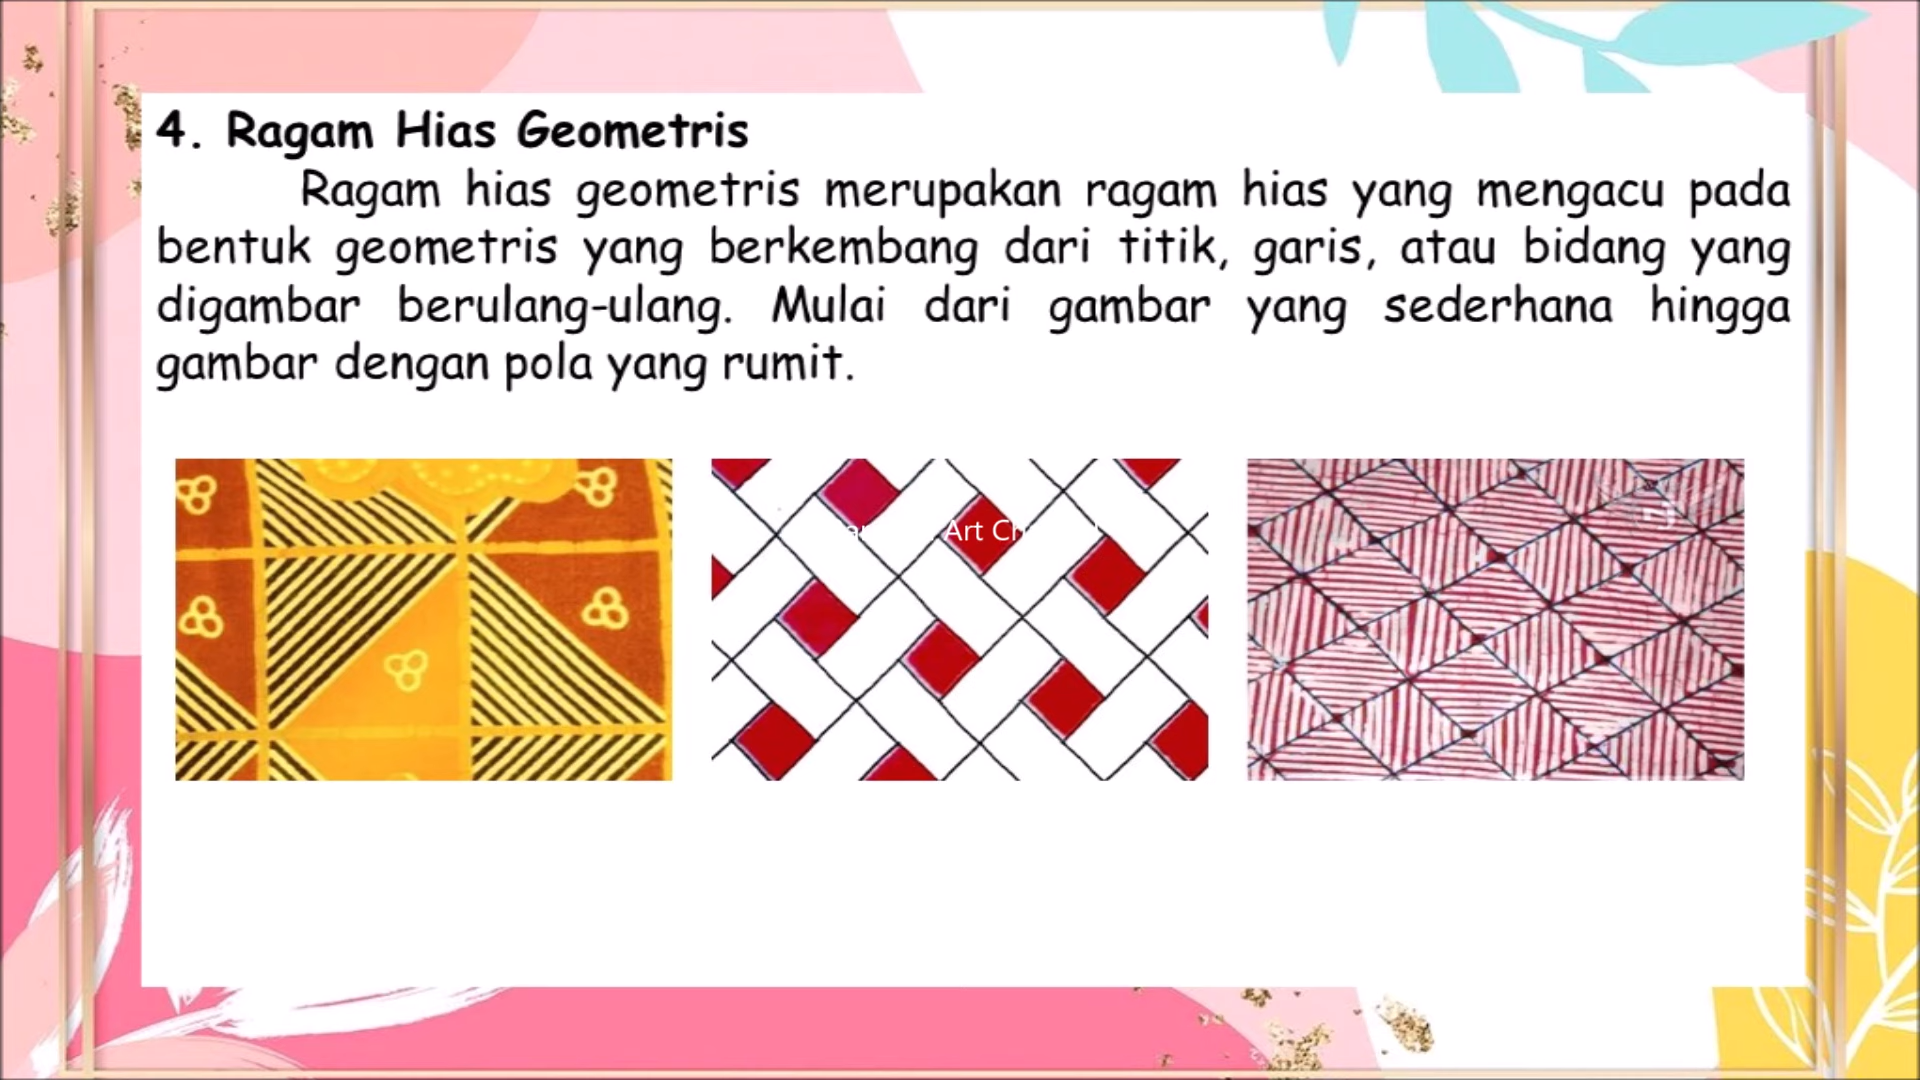 4. Ragam Hias Geometris
Ragam hias geometris merupakan ragam hias yang mengacu pada
bentuk geometris yang berkembang dari titik, garis, atau bidang yang
digambar berulang-ulang. Mulai dari gambar yang sederhana hingga
gambar dengan pola yang rumit.
Art